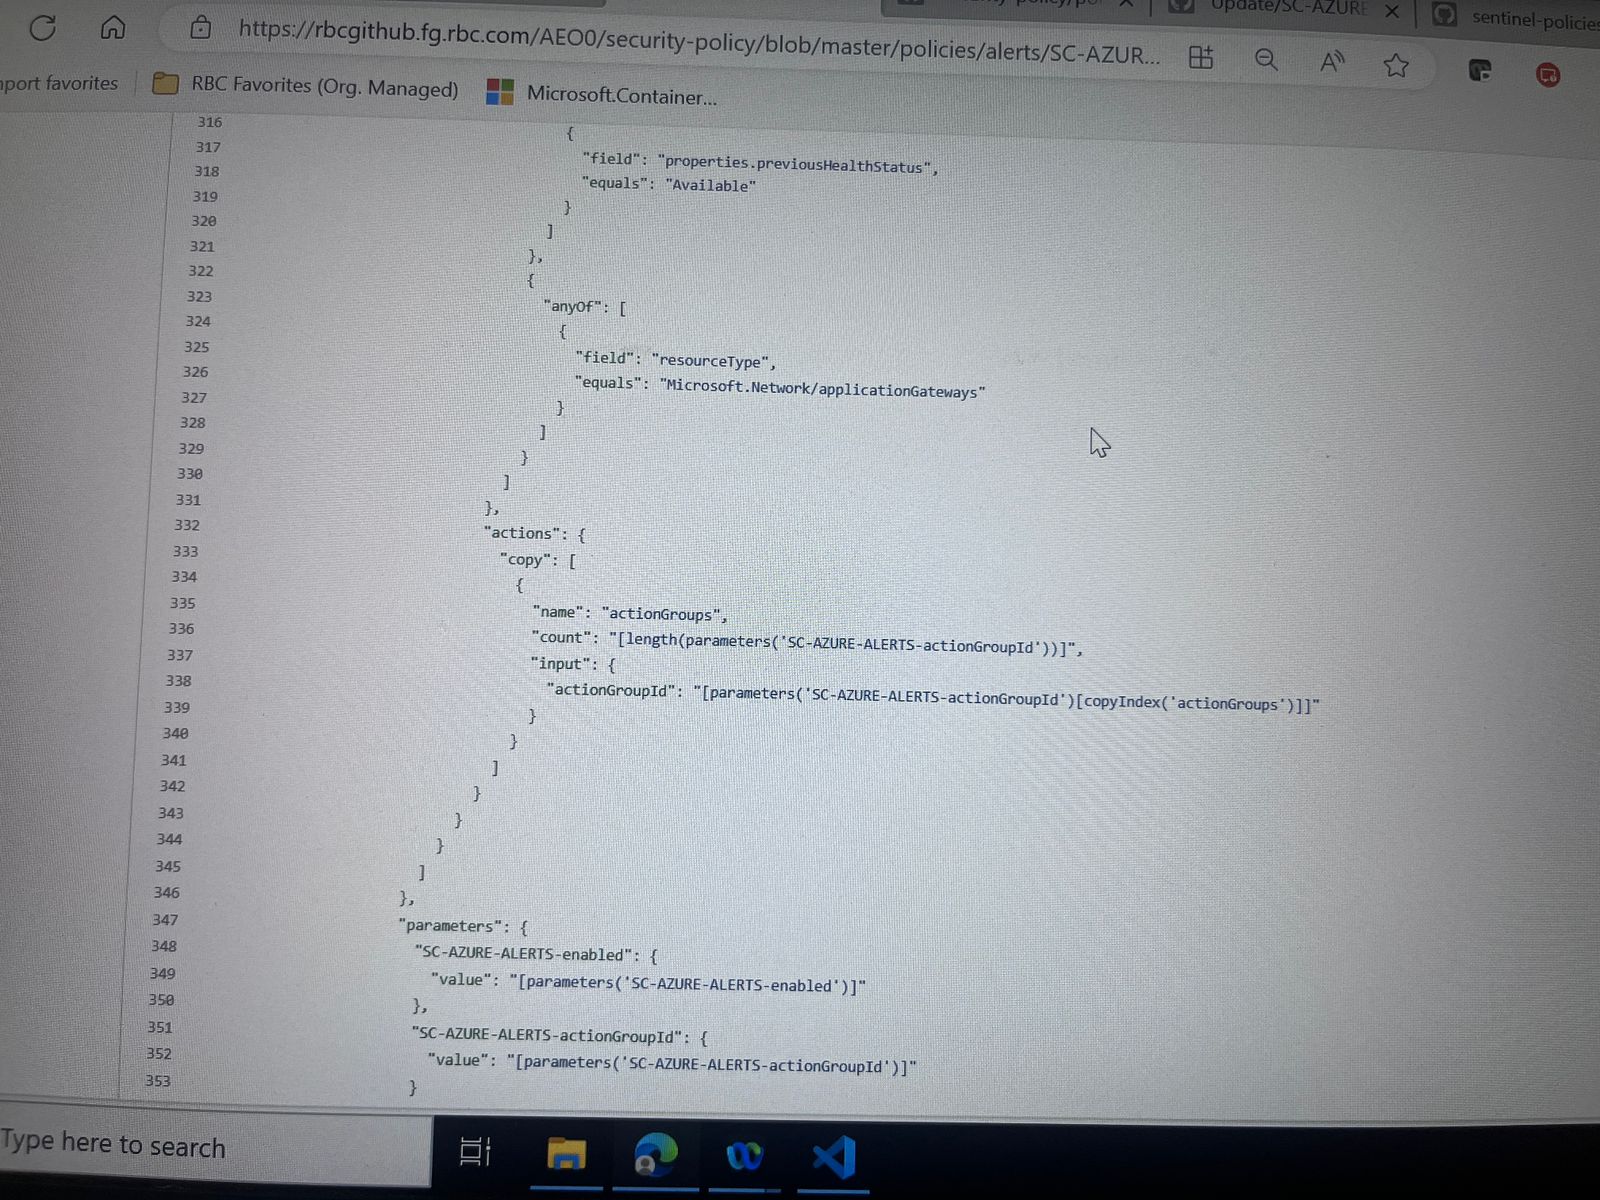 Update/SC-AZURE
sentinel-policies
https://rbcgithub.fg.rbc.com/AEO0/security-policy/blob/master/policies/alerts/SC-AZUR...
port favorites
RBC Favorites (Org. Managed)
Microsoft.Container...
316 {
317 "field": "properties.previousHealthStatus",
318 "equals": "Available"
319 }
320 ]
321 },
322 {
323 "anyOf": [
324 {
325 "field": "resourceType",
326 "equals": "Microsoft.Network/applicationGateways"
327 }
328 ]
329 }
330 ]
331 },
332 "actions": {
333 "copy": [
334 {
335 "name": "actionGroups",
336 "count": "[length(parameters('SC-AZURE-ALERTS-actionGroupId'))]",
337 "input": {
338 "actionGroupId": "[parameters('SC-AZURE-ALERTS-actionGroupId')[copyIndex('actionGroups')]]"
339 }
340 }
341 ]
342 }
343 }
344 }
345 ]
346 },
347 "parameters": {
348 "SC-AZURE-ALERTS-enabled": {
349 "value": "[parameters('SC-AZURE-ALERTS-enabled')]"
350 },
351 "SC-AZURE-ALERTS-actionGroupId": {
352 "value": "[parameters('SC-AZURE-ALERTS-actionGroupId')]"
353 }
Type here to search